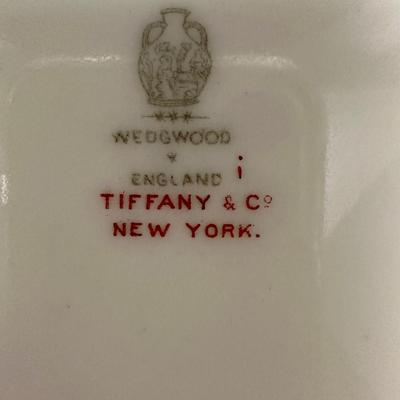 WEDGWOOD
ENGLAND i
TIFFANY & Cº
NEW YORK.